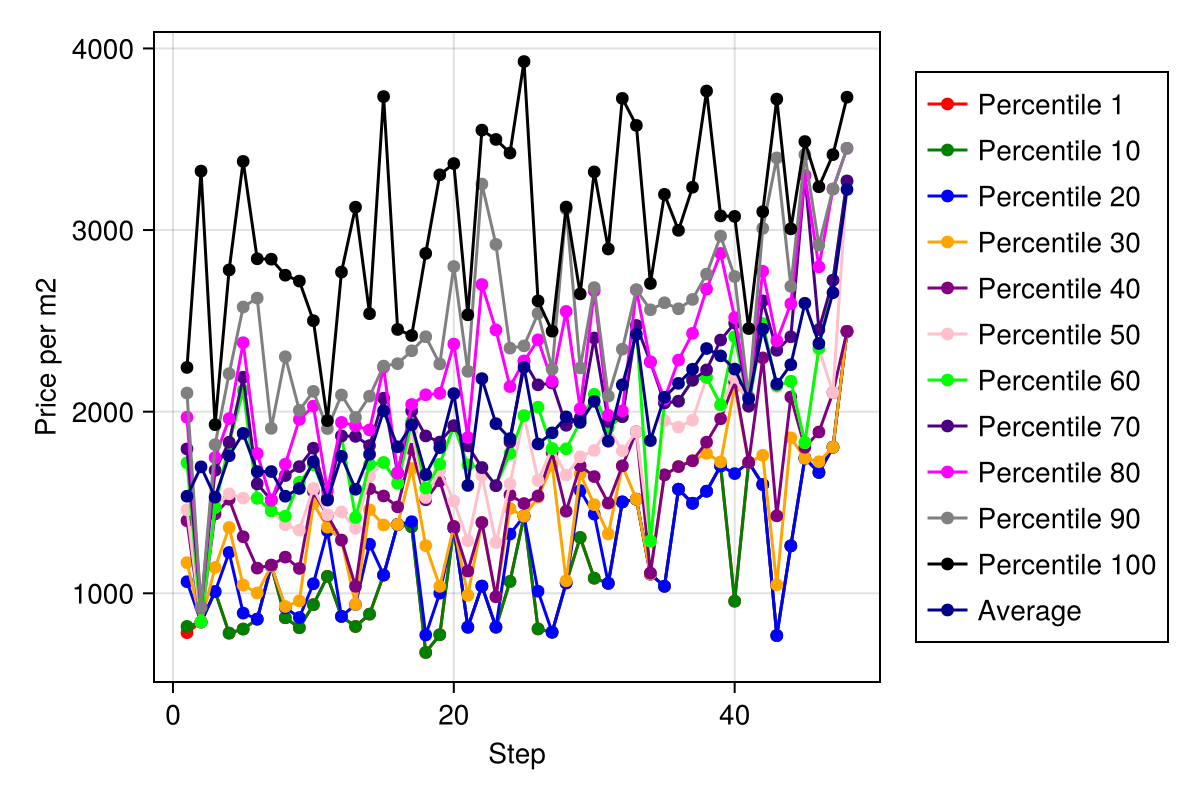 4000
3000
2000
1000
Price per m2
0 20 40
Step
Percentile 1
Percentile 10
Percentile 20
Percentile 30
Percentile 40
Percentile 50
Percentile 60
Percentile 70
Percentile 80
Percentile 90
Percentile 100
Average